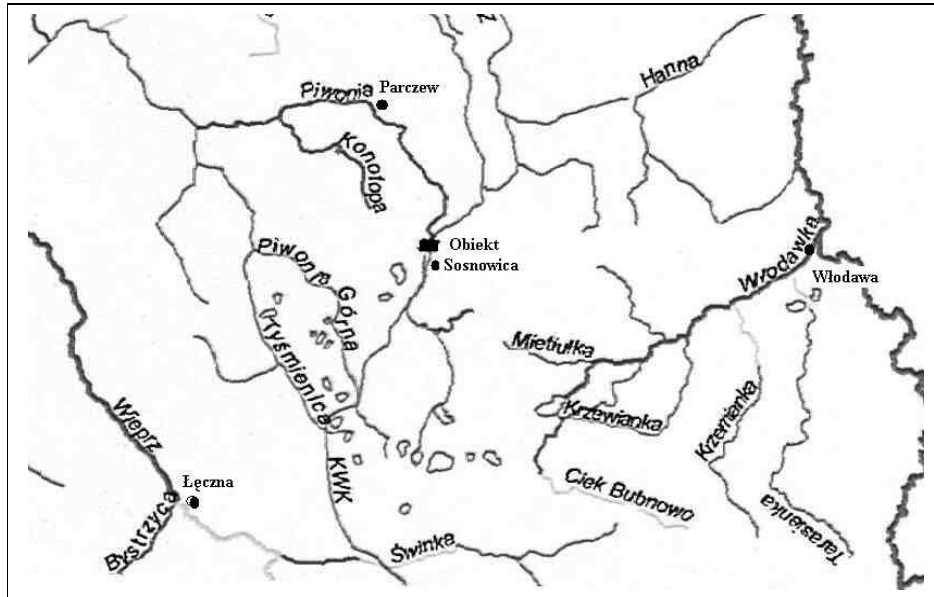 Hanna
Piwonia
Parczew
Konotopa
Włodawka
Obiekt
Sosnowica
Włodawa
Piwonia Górna
Mietiułka
Kyśmienica
Krzewianka
Krzemianka
Wieprz
KWK
Ciek Bubnowo
Łęczna
Bystrzyca
Świnka
Tarasienka